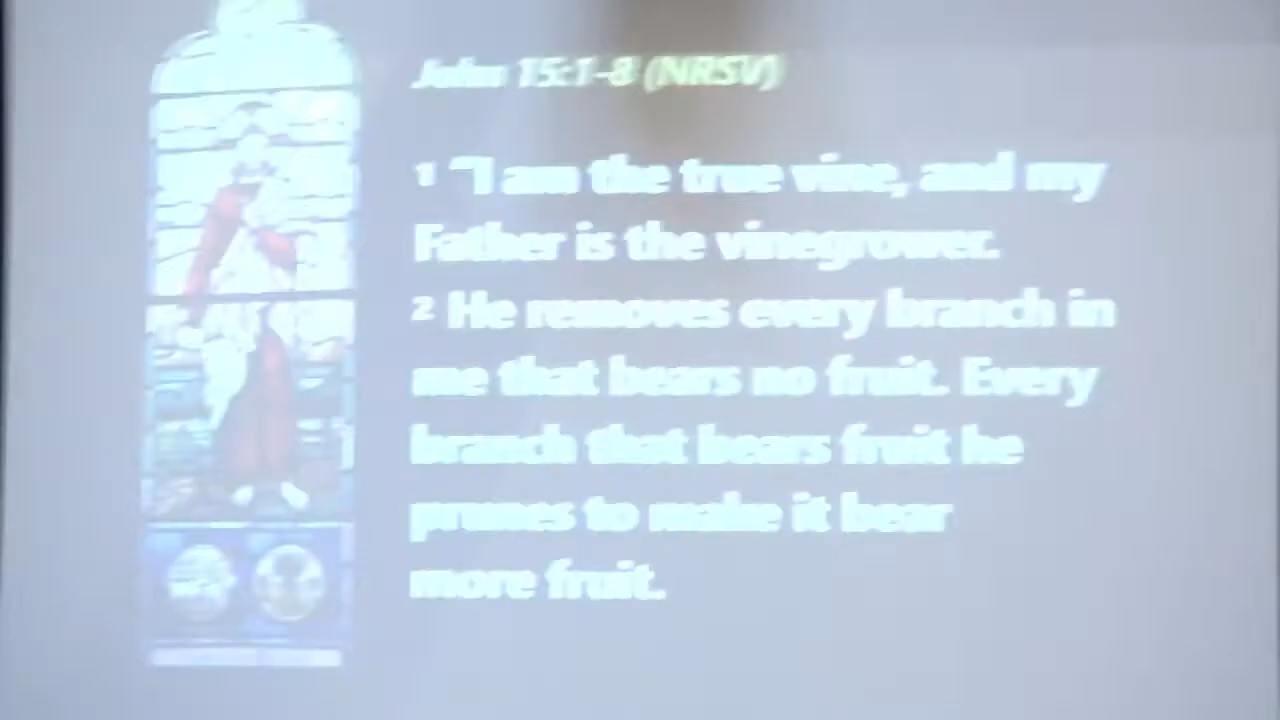 John 15:1-8 (NRSV)
1 "I am the true vine, and my
Father is the vinegrower.
2 He removes every branch in
me that bears no fruit. Every
branch that bears fruit he
prunes to make it bear
more fruit.